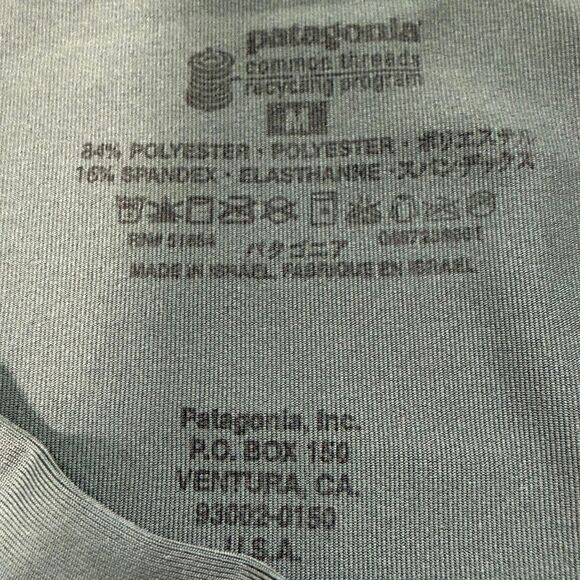 patagonia
common threads
recycling program
M
84% POLYESTER · POLYESTER · ポリエステル
16% SPANDEX · ELASTHANNE · スパンデックス
RN# 51884 パタゴニア
MADE IN ISRAEL. FABRIQUE EN ISRAEL
Patagonia, Inc.
P.O. BOX 150
VENTURA, CA.
93002-0150
U.S.A.